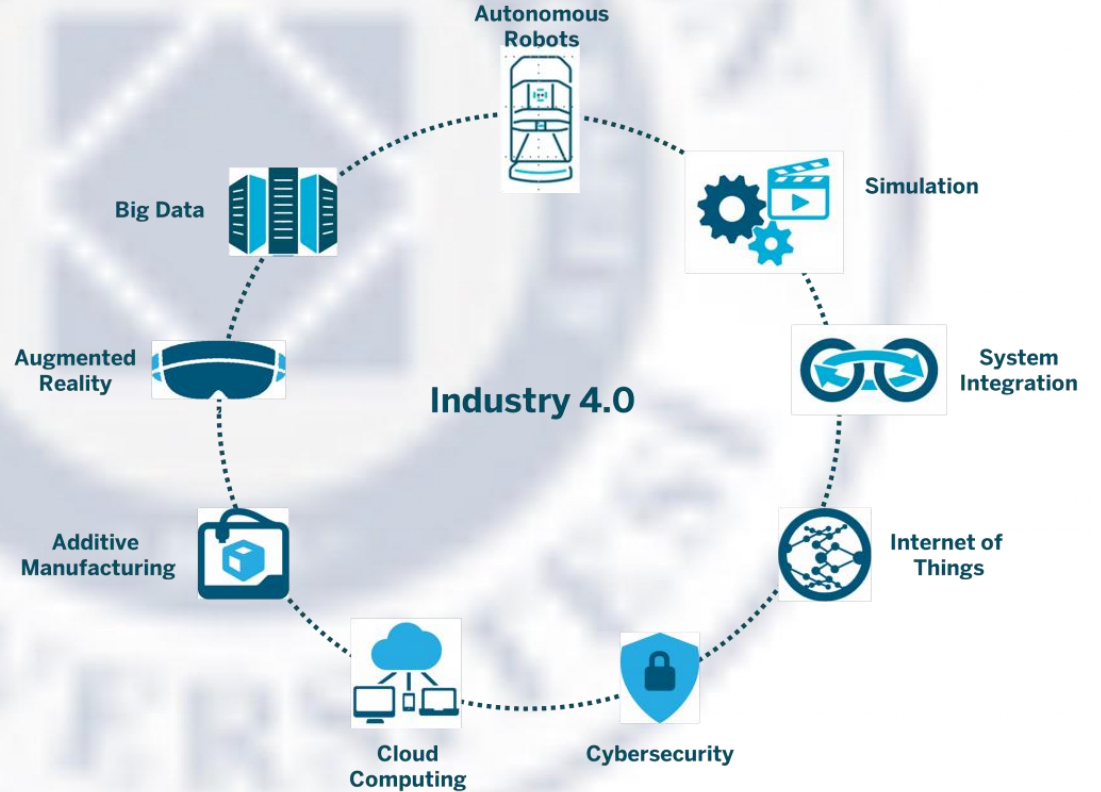 Autonomous
Robots
Simulation
Big Data
System
Integration
Augmented
Reality
Industry 4.0
Internet of
Things
Additive
Manufacturing
Cybersecurity
Cloud
Computing